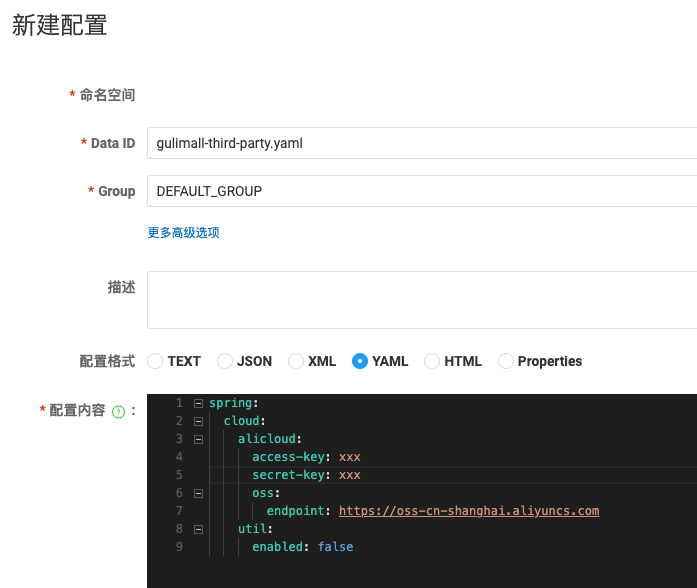 新建配置
* 命名空间
* Data ID gulimall-third-party.yaml
* Group DEFAULT_GROUP
更多高级选项
描述
配置格式 TEXT JSON XML YAML HTML Properties
* 配置内容 ? :
1 spring:
2 cloud:
3 alicloud:
4 access-key: xxx
5 secret-key: xxx
6 oss:
7 endpoint: https://oss-cn-shanghai.aliyuncs.com
8 util:
9 enabled: false